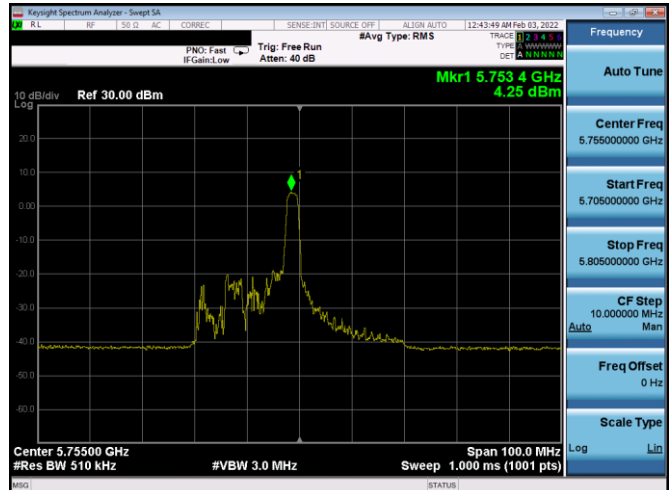 Keysight Spectrum Analyzer - Swept SA
RL RF 50 Ω AC CORREC SENSE:INT SOURCE OFF ALIGN AUTO 12:43:49 AM Feb 03, 2022
PNO: Fast
IFGain:Low
Trig: Free Run
Atten: 40 dB
#Avg Type: RMS
TRACE 1 2 3 4 5 6
TYPE A WWWWW
DET A N N N N N
Mkr1 5.753 4 GHz
4.25 dBm
10 dB/div Ref 30.00 dBm
Log
20.0
10.0
0.00
-10.0
-20.0
-30.0
-40.0
-50.0
-60.0
1
Center 5.75500 GHz Span 100.0 MHz
#Res BW 510 kHz #VBW 3.0 MHz Sweep 1.000 ms (1001 pts)
MSG STATUS
Frequency
Auto Tune
Center Freq
5.755000000 GHz
Start Freq
5.705000000 GHz
Stop Freq
5.805000000 GHz
CF Step
10.000000 MHz
Auto Man
Freq Offset
0 Hz
Scale Type
Log Lin